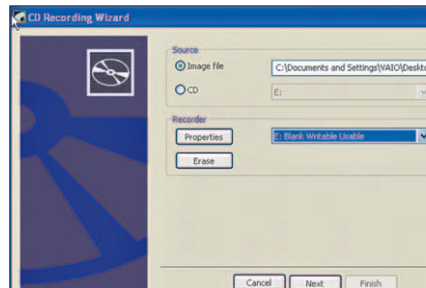 CD Recording Wizard
Source
Image file
C:\Documents and Settings\VAIO\Deskto
CD
E:
Recorder
Properties
E: Blank Writable Usable
Erase
Cancel
Next
Finish